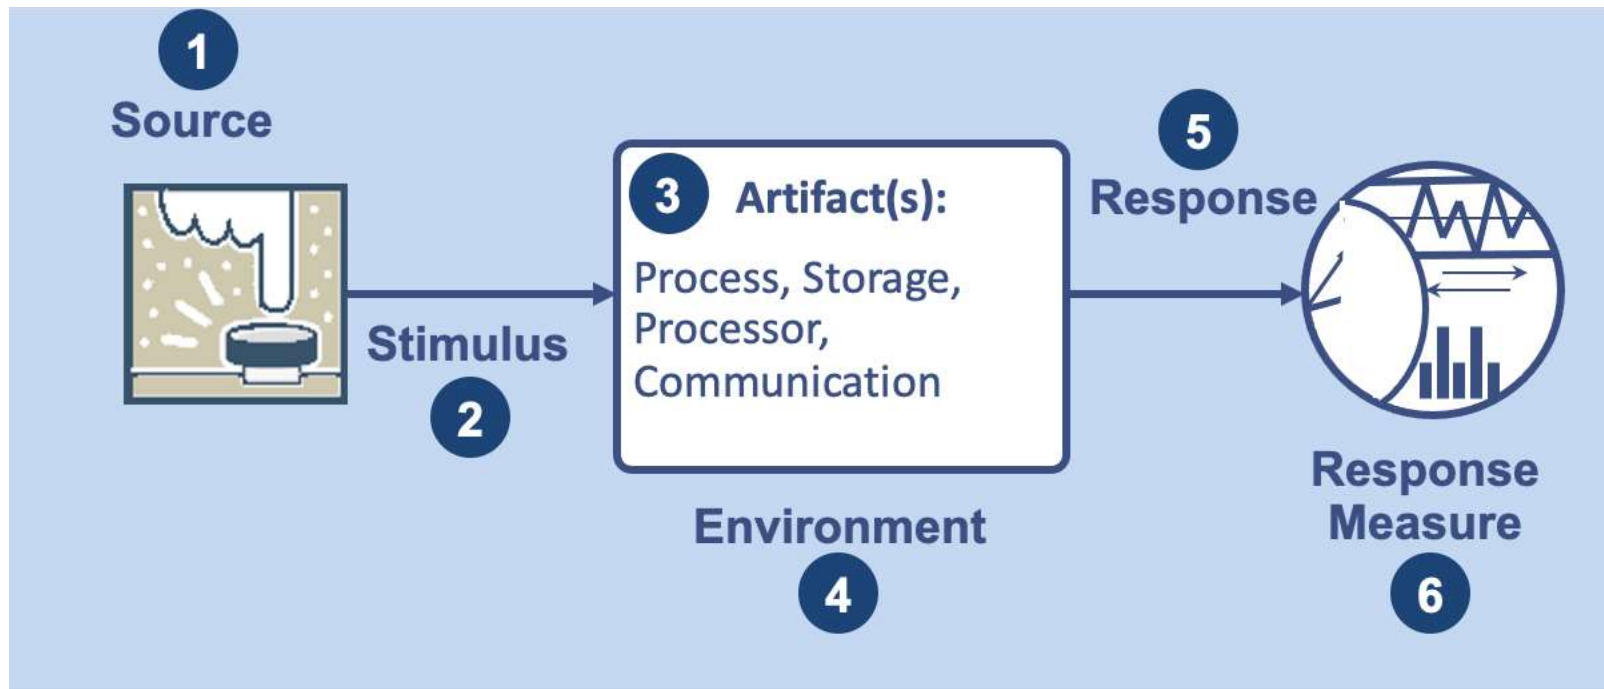 1
Source
Stimulus
2
3 Artifact(s):
Process, Storage,
Processor,
Communication
Environment
4
5
Response
Response
Measure
6